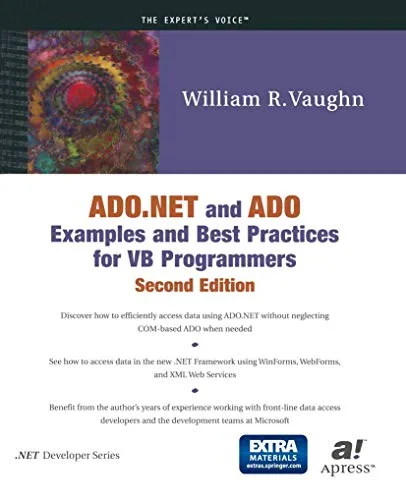 THE EXPERT'S VOICE™
William R. Vaughn
ADO.NET and ADO
Examples and Best Practices
for VB Programmers
Second Edition
Discover how to efficiently access data using ADO.NET without neglecting
COM-based ADO when needed
See how to access data in the new .NET Framework using WinForms, WebForms,
and XML Web Services
Benefit from the author's years of experience working with front-line data access
developers and the development teams at Microsoft
.NET Developer Series
EXTRA
MATERIALS
extras.springer.com
a!
Apress™